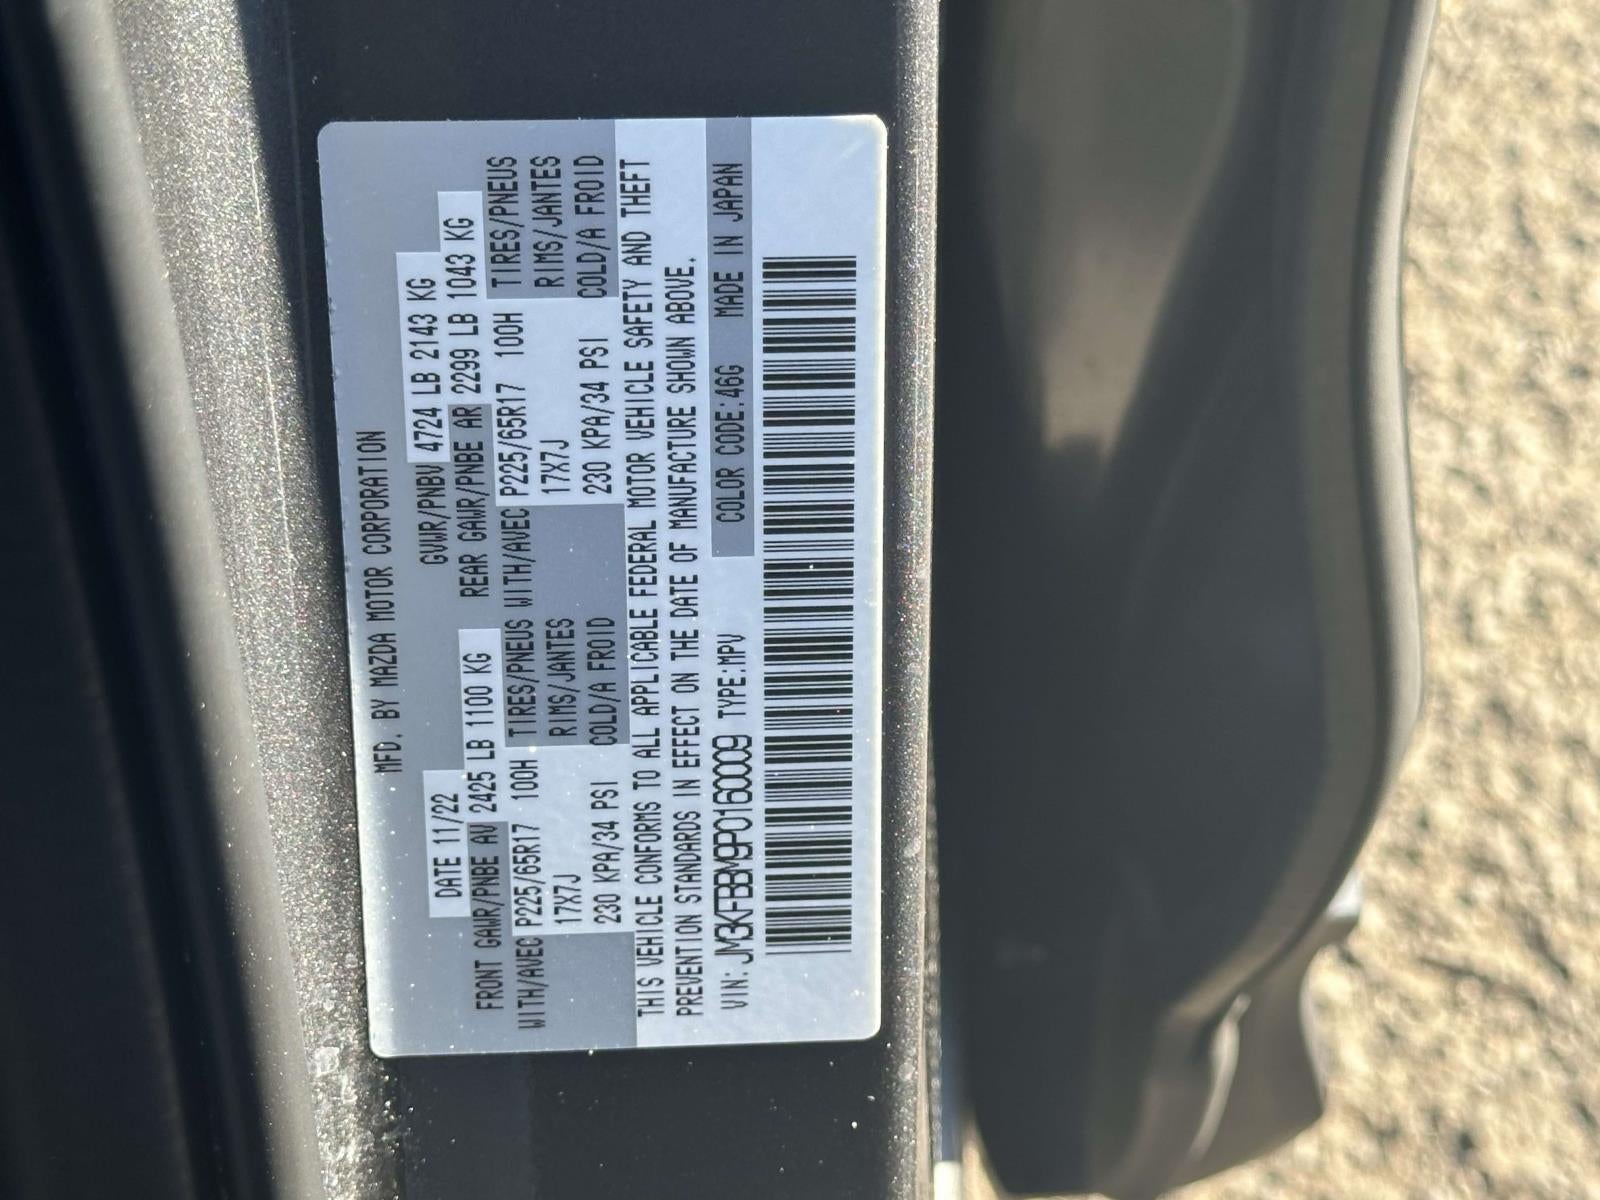 MFD. BY MAZDA MOTOR CORPORATION
DATE 11/22 GVWR/PNBV 4724 LB 2143 KG
FRONT GAWR/PNBE AV 2425 LB 1100 KG REAR GAWR/PNBE AR 2299 LB 1043 KG
WITH/AVEC P225/65R17 100H TIRES/PNEUS WITH/AVEC P225/65R17 100H TIRES/PNEUS
17X7J RIMS/JANTES 17X7J RIMS/JANTES
230 KPA/34 PSI COLD/A FROID 230 KPA/34 PSI COLD/A FROID
THIS VEHICLE CONFORMS TO ALL APPLICABLE FEDERAL MOTOR VEHICLE SAFETY AND THEFT
PREVENTION STANDARDS IN EFFECT ON THE DATE OF MANUFACTURE SHOWN ABOVE.
VIN: JM3KFBBM9P0160009 TYPE:MPV COLOR CODE:46G MADE IN JAPAN